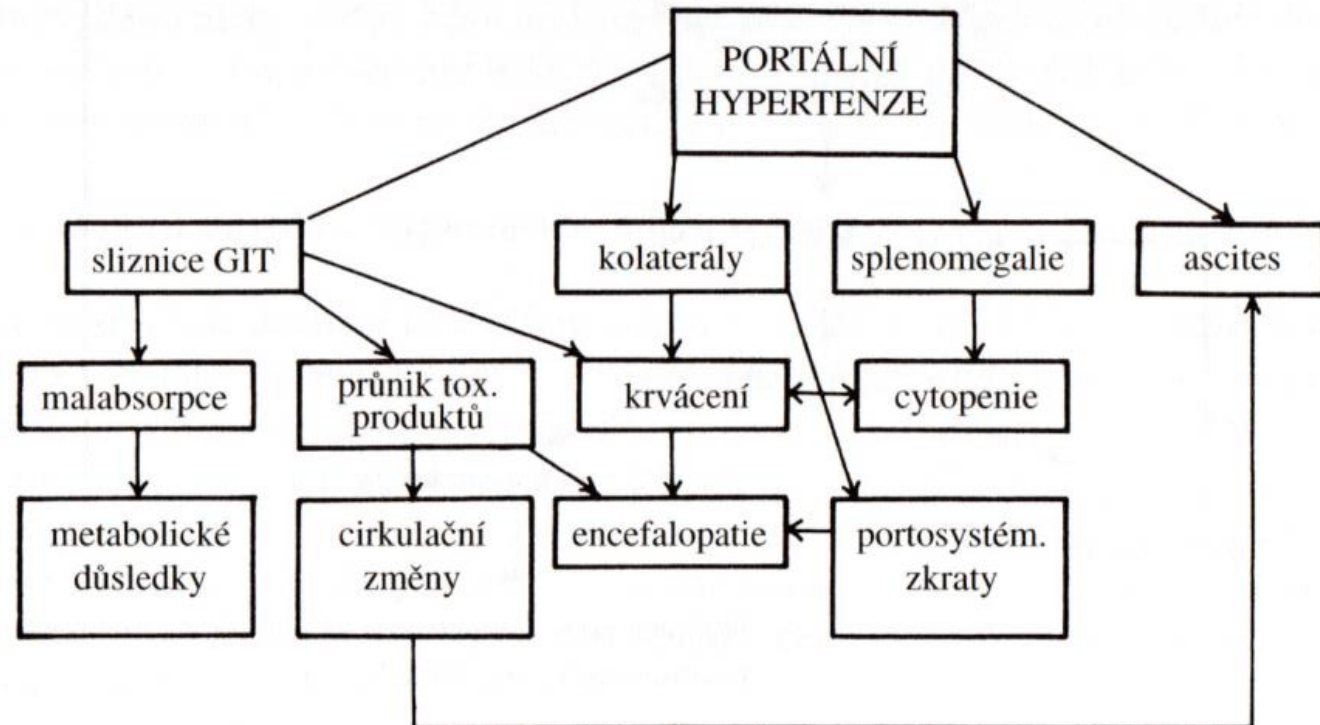 PORTÁLNÍ
HYPERTENZE
sliznice GIT
kolaterály
splenomegalie
ascites
malabsorpce
průnik tox.
produktů
krvácení
cytopenie
metabolické
důsledky
cirkulační
změny
encefalopatie
portosystém.
zkraty